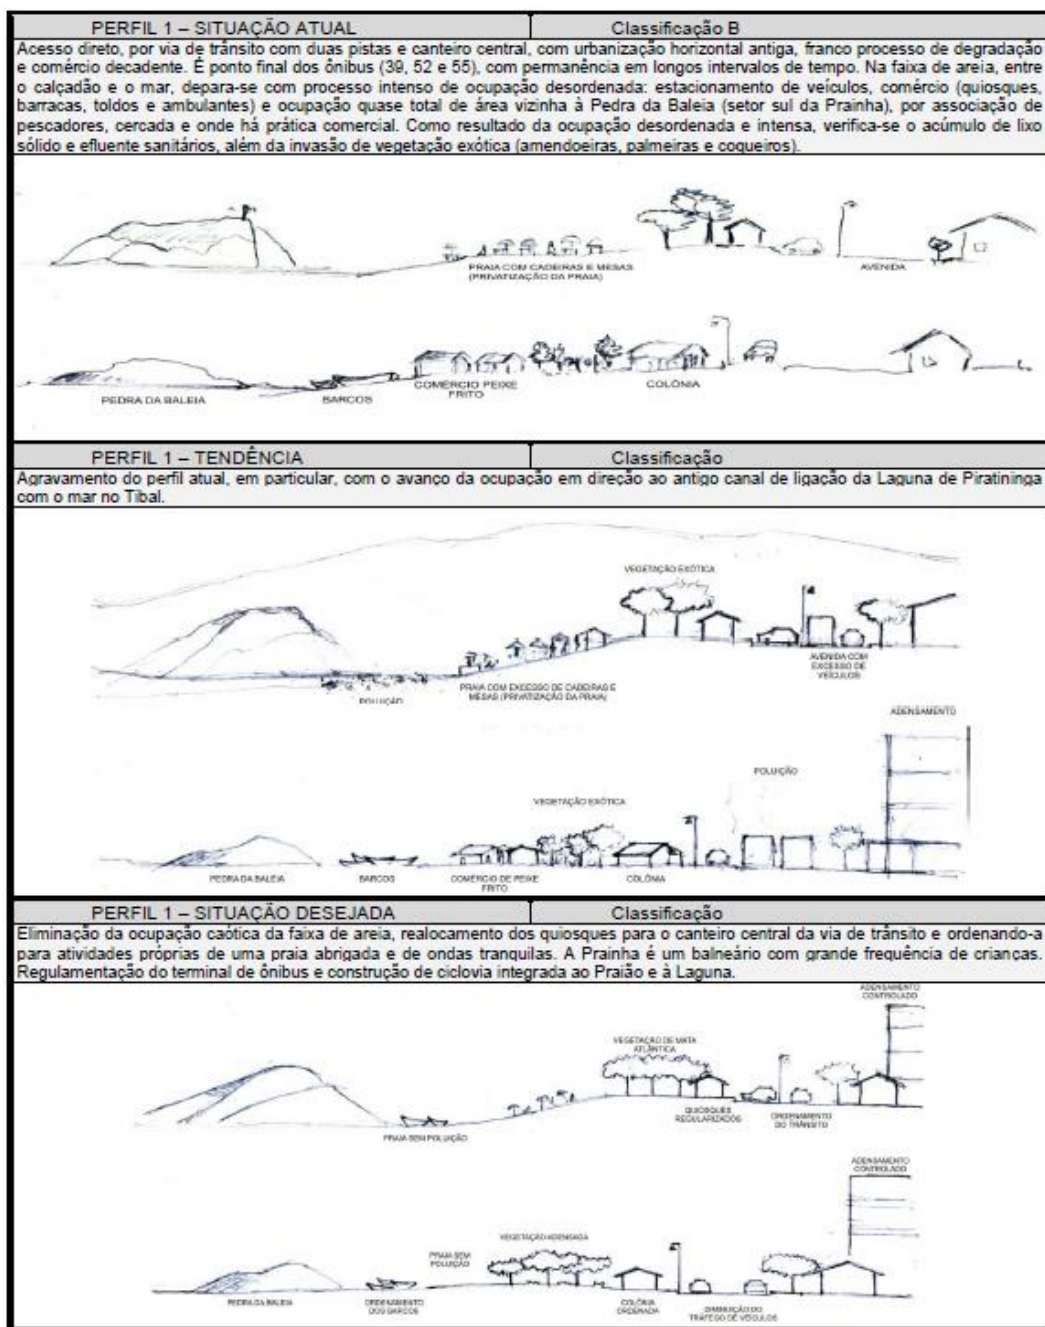 PERFIL 1 – SITUAÇÃO ATUAL
Classificação B
Acesso direto, por via de trânsito com duas pistas e canteiro central, com urbanização horizontal antiga, franco processo de degradação
e comércio decadente. É ponto final dos ônibus (39, 52 e 55), com permanência em longos intervalos de tempo. Na faixa de areia, entre
o calçadão e o mar, depara-se com processo intenso de ocupação desordenada: estacionamento de veículos, comércio (quiosques,
barracas, toldos e ambulantes) e ocupação quase total de área vizinha à Pedra da Baleia (setor sul da Prainha), por associação de
pescadores, cercada e onde há prática comercial. Como resultado da ocupação desordenada e intensa, verifica-se o acúmulo de lixo
sólido e efluente sanitários, além da invasão de vegetação exótica (amendoeiras, palmeiras e coqueiros).
PRAIA COM CADEIRAS E MESAS
(PRIVATIZAÇÃO DA PRAIA)
AVENIDA
PEDRA DA BALEIA
BARCOS
COMÉRCIO PEIXE
FRITO
COLÔNIA
PERFIL 1 – TENDÊNCIA
Classificação
Agravamento do perfil atual, em particular, com o avanço da ocupação em direção ao antigo canal de ligação da Laguna de Piratininga
com o mar no Tibal.
VEGETAÇÃO EXÓTICA
POLUIÇÃO
PRAIA COM EXCESSO DE CADEIRAS E
MESAS (PRIVATIZAÇÃO DA PRAIA)
AVENIDA COM
EXCESSO DE
VEÍCULOS
ADENSAMENTO
POLUIÇÃO
VEGETAÇÃO EXÓTICA
PEDRA DA BALEIA
BARCOS
COMÉRCIO DE PEIXE
FRITO
COLÔNIA
PERFIL 1 – SITUAÇÃO DESEJADA
Classificação
Eliminação da ocupação caótica da faixa de areia, realocamento dos quiosques para o canteiro central da via de trânsito e ordenando-a
para atividades próprias de uma praia abrigada e de ondas tranquilas. A Prainha é um balneário com grande frequência de crianças.
Regulamentação do terminal de ônibus e construção de ciclovia integrada ao Praião e à Laguna.
ADENSAMENTO
CONTROLADO
VEGETAÇÃO DE MATA
ATLÂNTICA
PRAIA SEM POLUIÇÃO
QUIOSQUES
REGULARIZADOS
ORDENAMENTO
DO TRÂNSITO
ADENSAMENTO
CONTROLADO
VEGETAÇÃO ADENSADA
PRAIA SEM
POLUIÇÃO
PEDRA DA BALEIA
ORDENAMENTO
DOS BARCOS
COLÔNIA
ORDENADA
DIMINUIÇÃO DO
TRÁFEGO DE VEÍCULOS